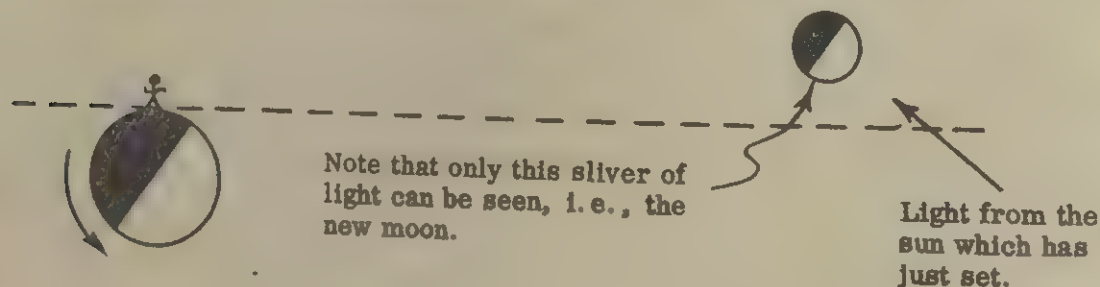 Note that only this sliver of
light can be seen, i.e., the
new moon.
Light from the
sun which has
just set.